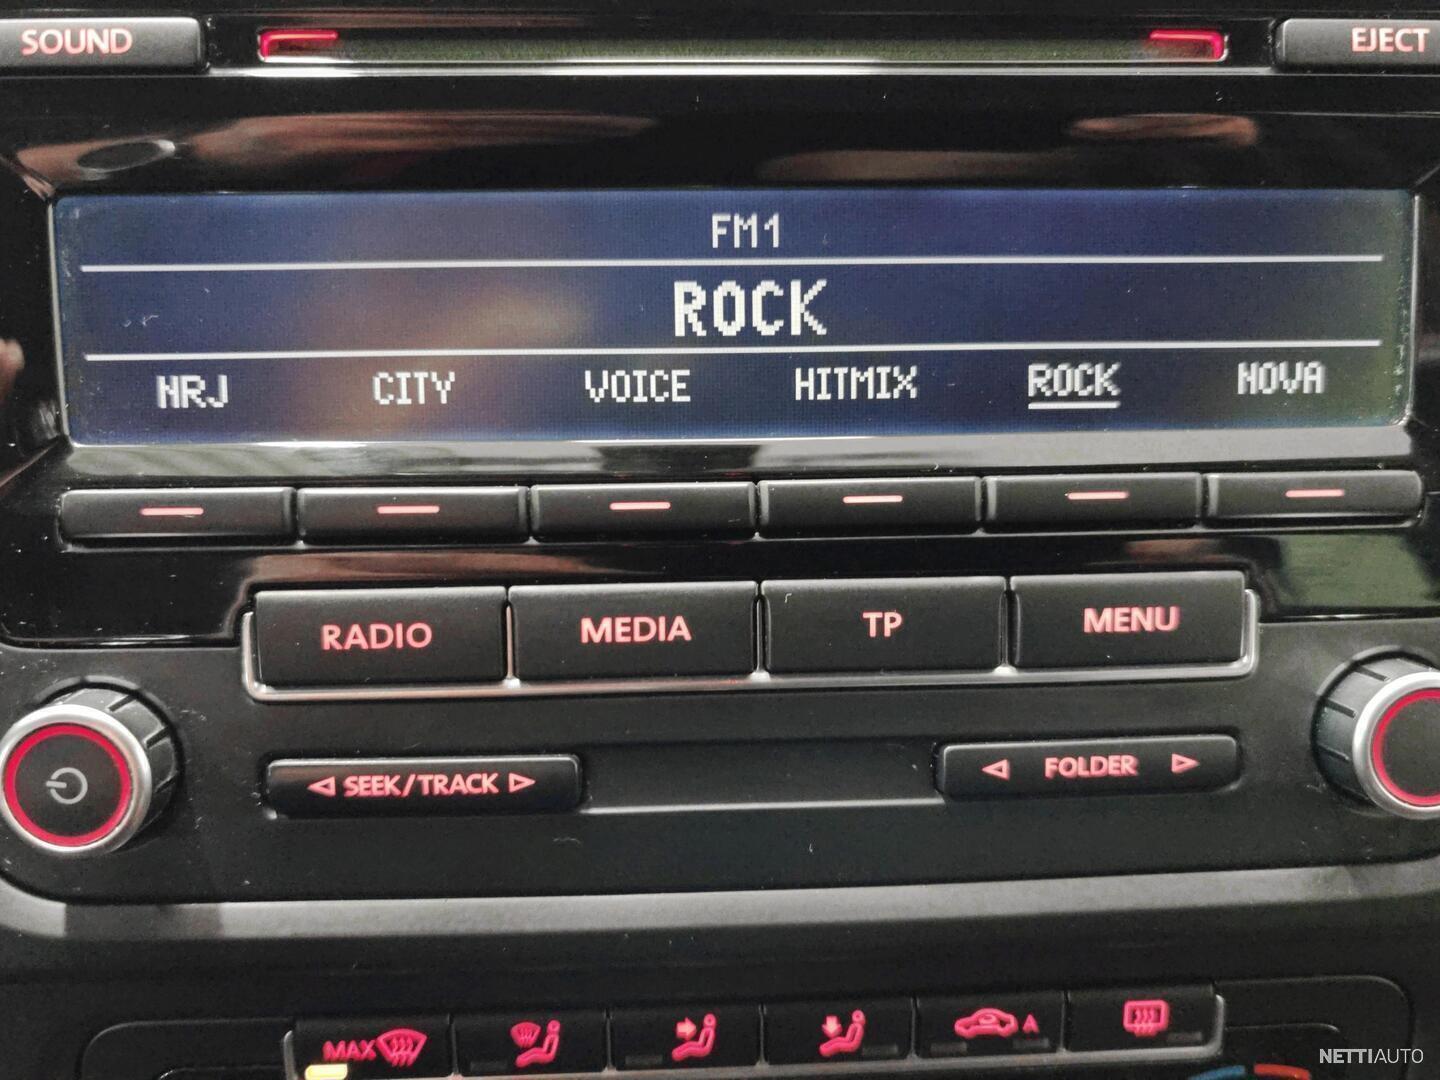 SOUND
EJECT
FM1
ROCK
NRJ CITY VOICE HITMIX ROCK NOVA
RADIO MEDIA TP MENU
SEEK/TRACK FOLDER
MAX A
NETTIAUTO